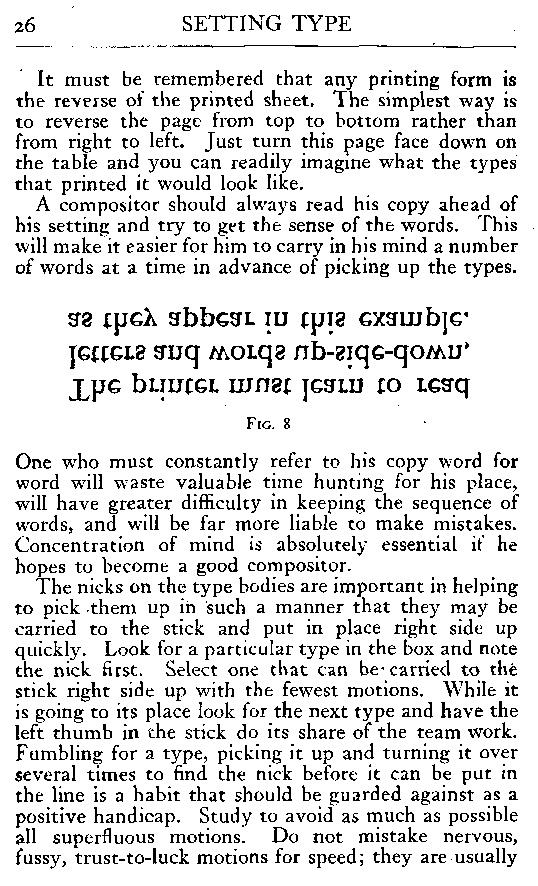 26 SETTING TYPE
It must be remembered that any printing form is
the reverse of the printed sheet. The simplest way is
to reverse the page from top to bottom rather than
from right to left. Just turn this page face down on
the table and you can readily imagine what the types
that printed it would look like.
A compositor should always read his copy ahead of
his setting and try to get the sense of the words. This
will make it easier for him to carry in his mind a number
of words at a time in advance of picking up the types.
The printer must learn to read
letters and words up-side-down,
as they appear in this example.
FIG. 8
One who must constantly refer to his copy word for
word will waste valuable time hunting for his place,
will have greater difficulty in keeping the sequence of
words, and will be far more liable to make mistakes.
Concentration of mind is absolutely essential if he
hopes to become a good compositor.
The nicks on the type bodies are important in helping
to pick them up in such a manner that they may be
carried to the stick and put in place right side up
quickly. Look for a particular type in the box and note
the nick first. Select one that can be carried to the
stick right side up with the fewest motions. While it
is going to its place look for the next type and have the
left thumb in the stick do its share of the team work.
Fumbling for a type, picking it up and turning it over
several times to find the nick before it can be put in
the line is a habit that should be guarded against as a
positive handicap. Study to avoid as much as possible
all superfluous motions. Do not mistake nervous,
fussy, trust-to-luck motions for speed; they are usually